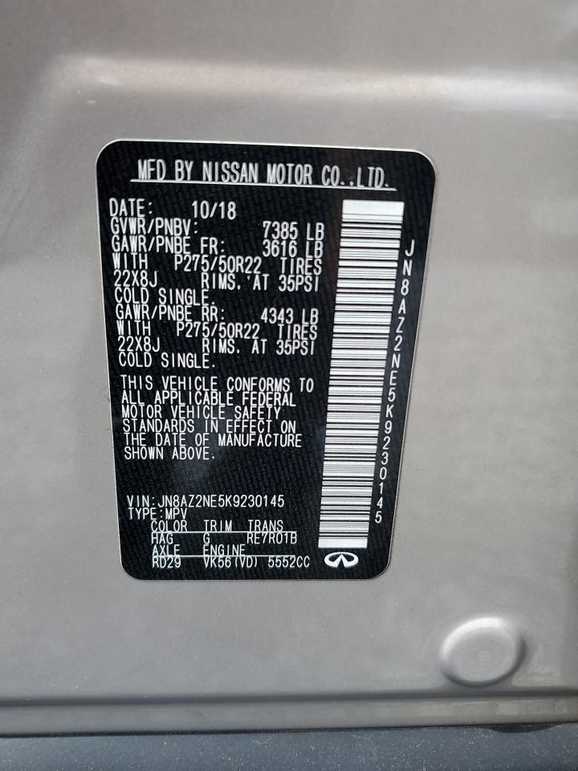 MFD BY NISSAN MOTOR CO.,LTD.
DATE: 10/18
GVWR/PNBV: 7385 LB
GAWR/PNBE FR: 3616 LB
WITH P275/50R22 TIRES
22X8J RIMS, AT 35PSI
COLD SINGLE.
GAWR/PNBE RR: 4343 LB
WITH P275/50R22 TIRES
22X8J RIMS, AT 35PSI
COLD SINGLE.
THIS VEHICLE CONFORMS TO
ALL APPLICABLE FEDERAL
MOTOR VEHICLE SAFETY
STANDARDS IN EFFECT ON
THE DATE OF MANUFACTURE
SHOWN ABOVE.
VIN:JN8AZ2NE5K9230145
TYPE:MPV
COLOR TRIM TRANS
HAG G RE7R01B
AXLE ENGINE
RD29 VK56(VD) 5552CC
JN8AZ2NE5K9230145